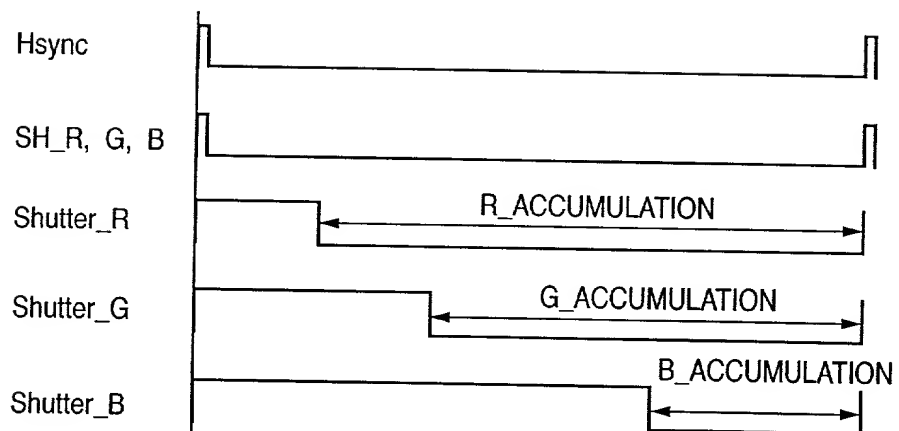 Hsync
SH_R, G, B
Shutter_R
R_ACCUMULATION
Shutter_G
G_ACCUMULATION
Shutter_B
B_ACCUMULATION